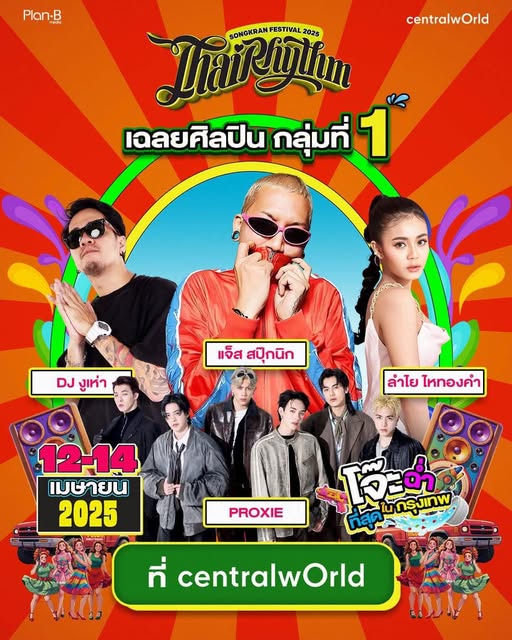 Plan·B
media
centralwOrld
SONGKRAN FESTIVAL 2025
ThaiRhythm
เฉลยศิลปิน กลุ่มที่ 1
แจ๊ส สปุ๊กนิก
DJ งูเห่า
ลำไย ไหทองคำ
12-14
เมษายน
2025
โจ๊ะฉ่ำ
ที่สุดในกรุงเทพ
PROXIE
ที่ centralwOrld